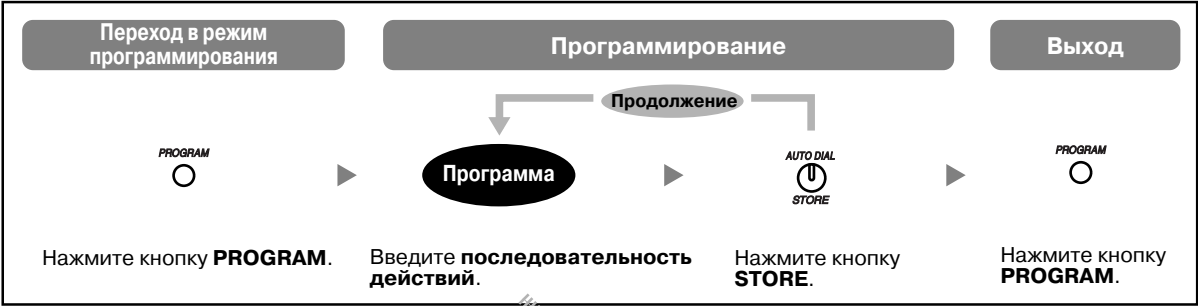 Переход в режим
программирования
Программирование
Выход
Продолжение
PROGRAM
Программа
AUTO DIAL
STORE
PROGRAM
Нажмите кнопку PROGRAM.
Введите последовательность
действий.
Нажмите кнопку
STORE.
Нажмите кнопку
PROGRAM.